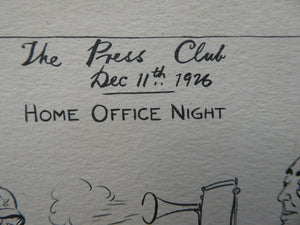 The Press Club
Dec 11th. 1926
HOME OFFICE NIGHT